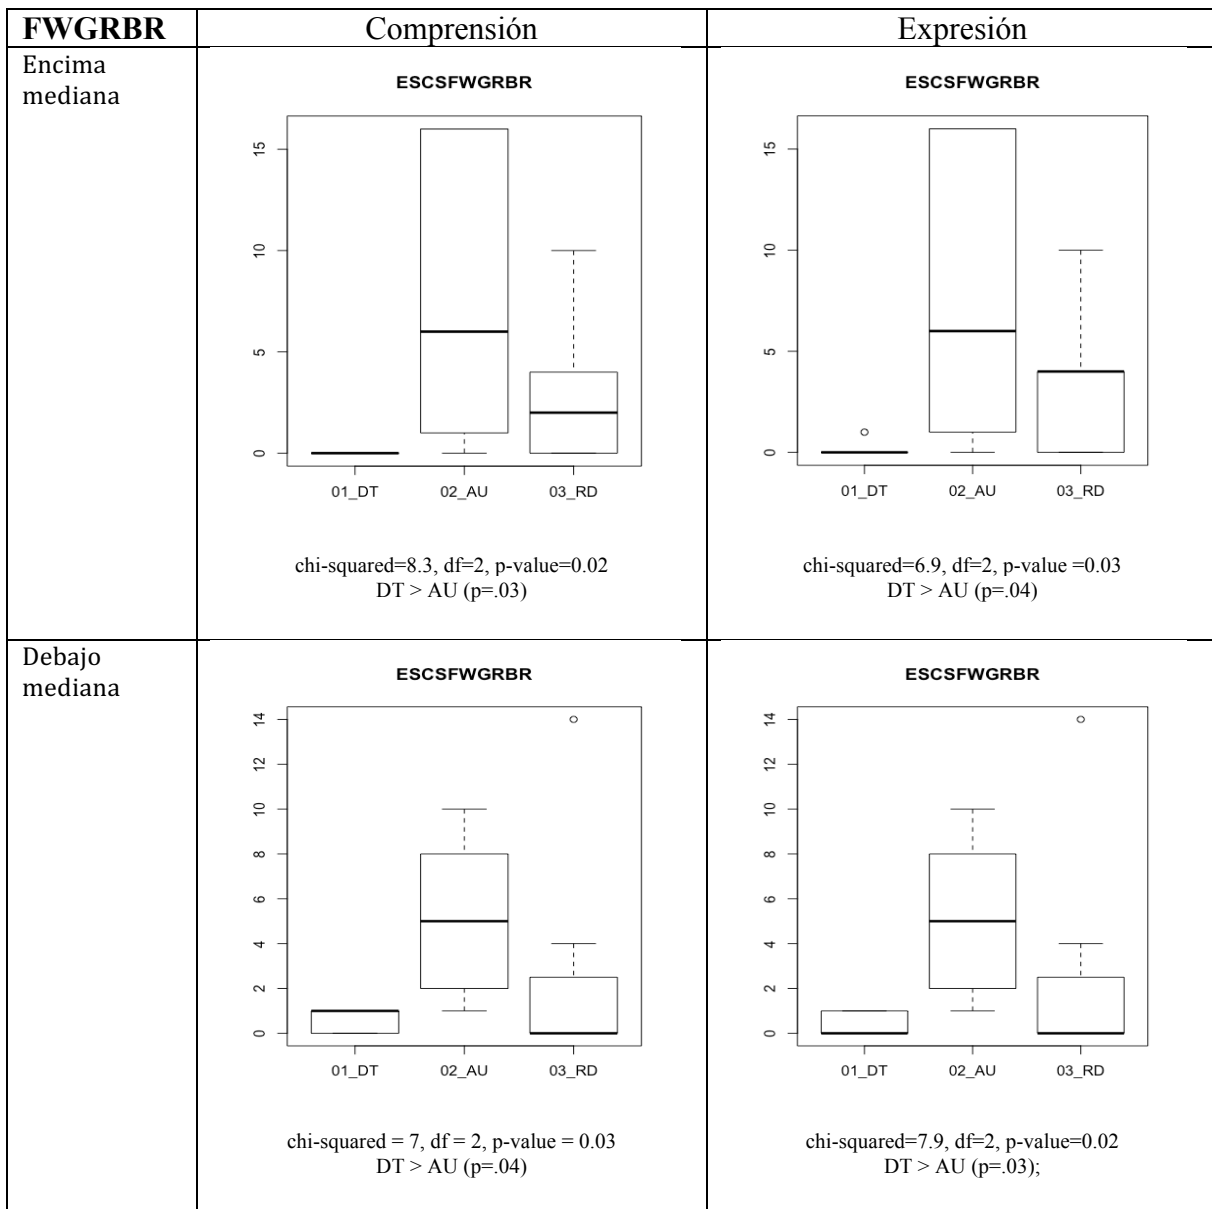 FWGRBR Comprensión Expresión
Encima
mediana
ESCSFWGRBR
15
10
5
0
01_DT 02_AU 03_RD
chi-squared=8.3, df=2, p-value=0.02
DT > AU (p=.03)
ESCSFWGRBR
15
10
5
0
01_DT 02_AU 03_RD
chi-squared=6.9, df=2, p-value =0.03
DT > AU (p=.04)
Debajo
mediana
ESCSFWGRBR
14
12
10
8
6
4
2
0
01_DT 02_AU 03_RD
chi-squared = 7, df = 2, p-value = 0.03
DT > AU (p=.04)
ESCSFWGRBR
14
12
10
8
6
4
2
0
01_DT 02_AU 03_RD
chi-squared=7.9, df=2, p-value=0.02
DT > AU (p=.03);